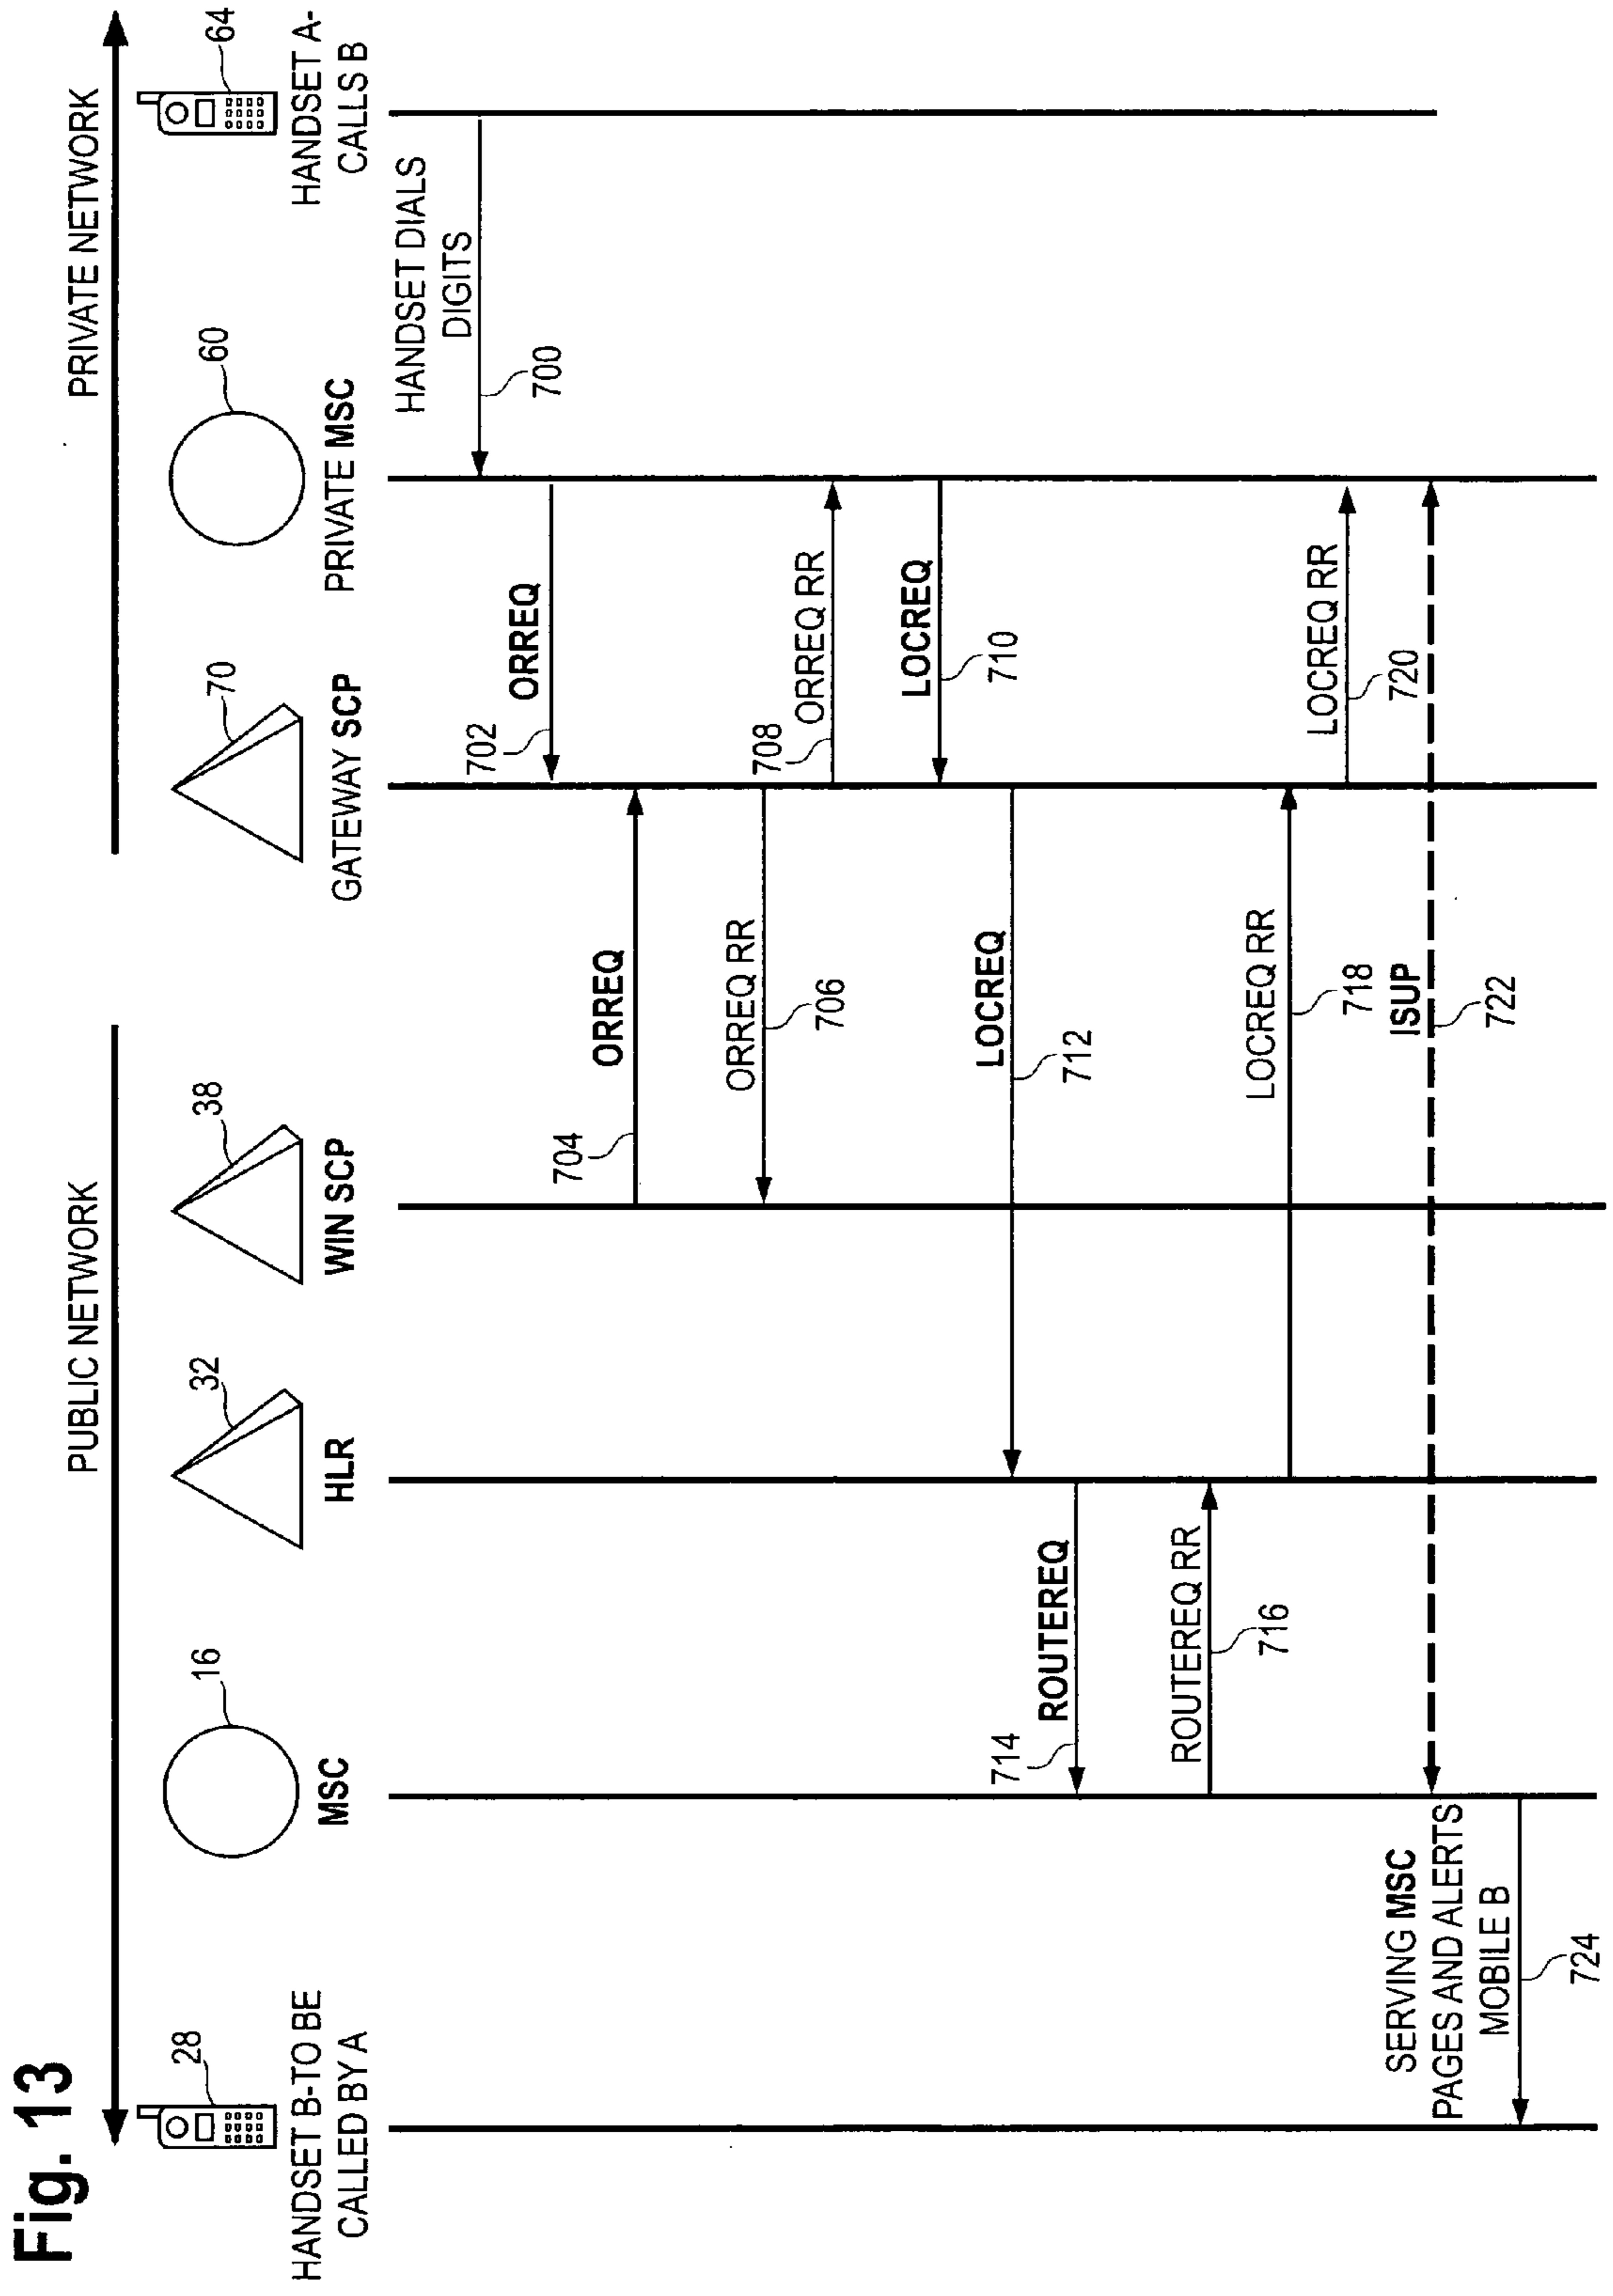 Fig. 13
PUBLIC NETWORK
PRIVATE NETWORK
28
16
32
38
70
60
64
HANDSET B-TO BE
CALLED BY A
MSC
HLR
WIN SCP
GATEWAY SCP
PRIVATE MSC
HANDSET A-
CALLS B
HANDSET DIALS
DIGITS
700
ORREQ
702
ORREQ
704
ORREQ RR
706
ORREQ RR
708
LOCREQ
710
LOCREQ
712
ROUTEREQ
714
ROUTEREQ RR
716
LOCREQ RR
718
LOCREQ RR
720
ISUP
722
SERVING MSC
PAGES AND ALERTS
MOBILE B
724